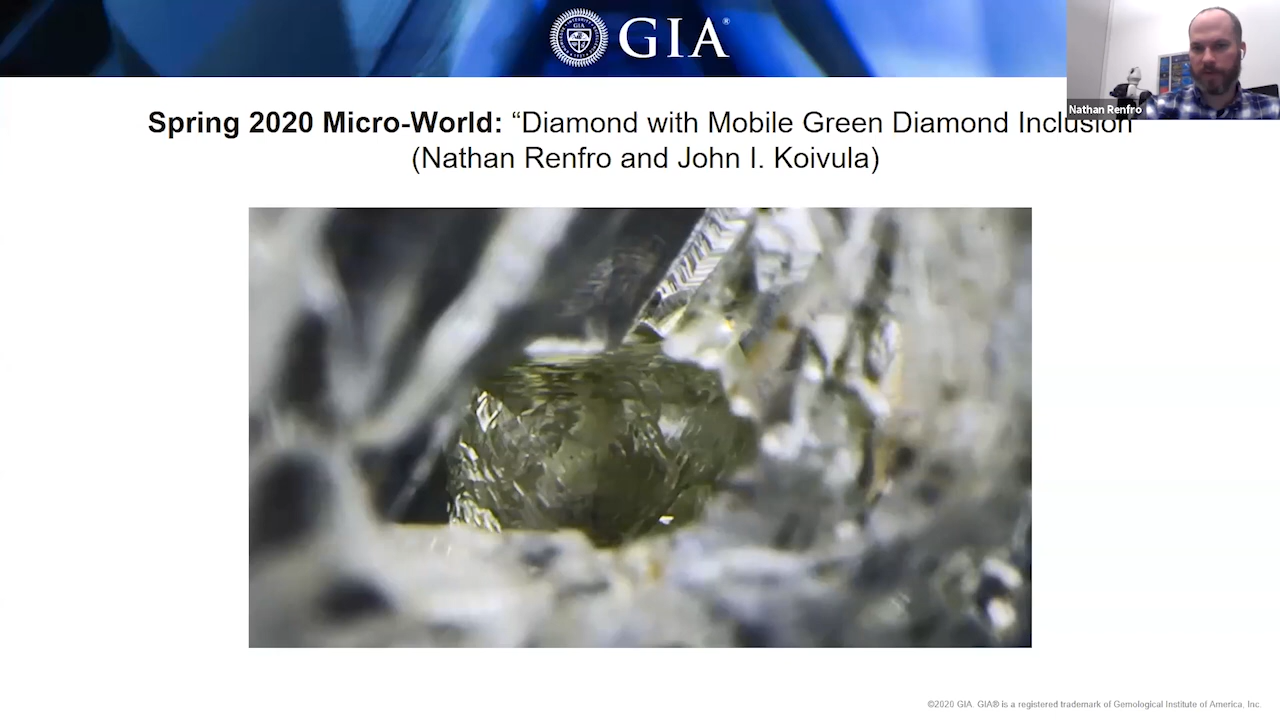 GIA®
Nathan Renfro
Spring 2020 Micro-World: “Diamond with Mobile Green Diamond Inclusion
(Nathan Renfro and John I. Koivula)
©2020 GIA. GIA® is a registered trademark of Gemological Institute of America, Inc.